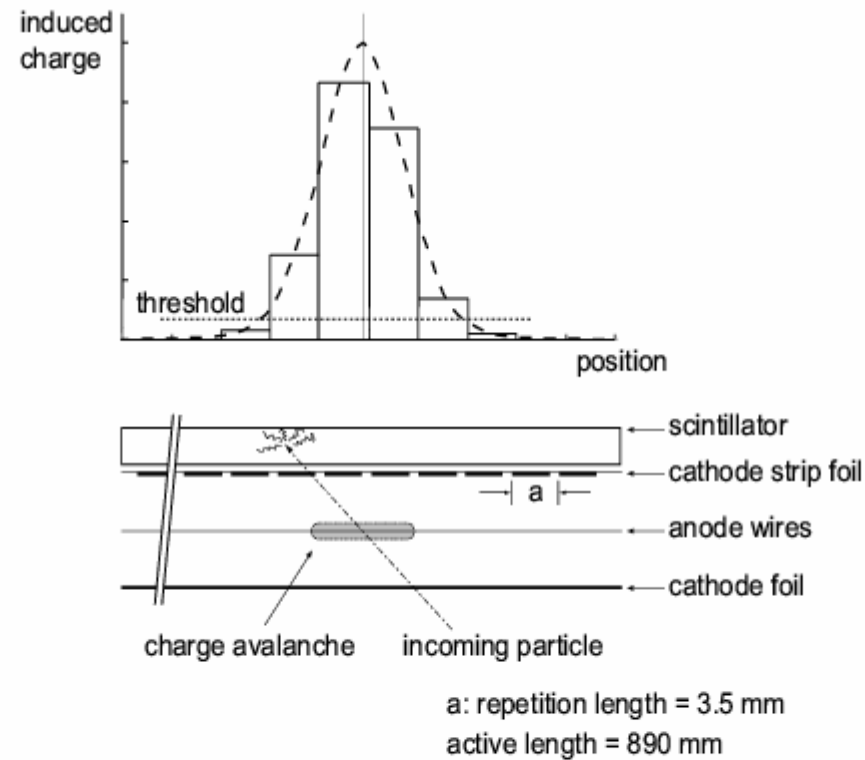 induced
charge
threshold
position
scintillator
cathode strip foil
a
anode wires
cathode foil
charge avalanche
incoming particle
a: repetition length = 3.5 mm
active length = 890 mm